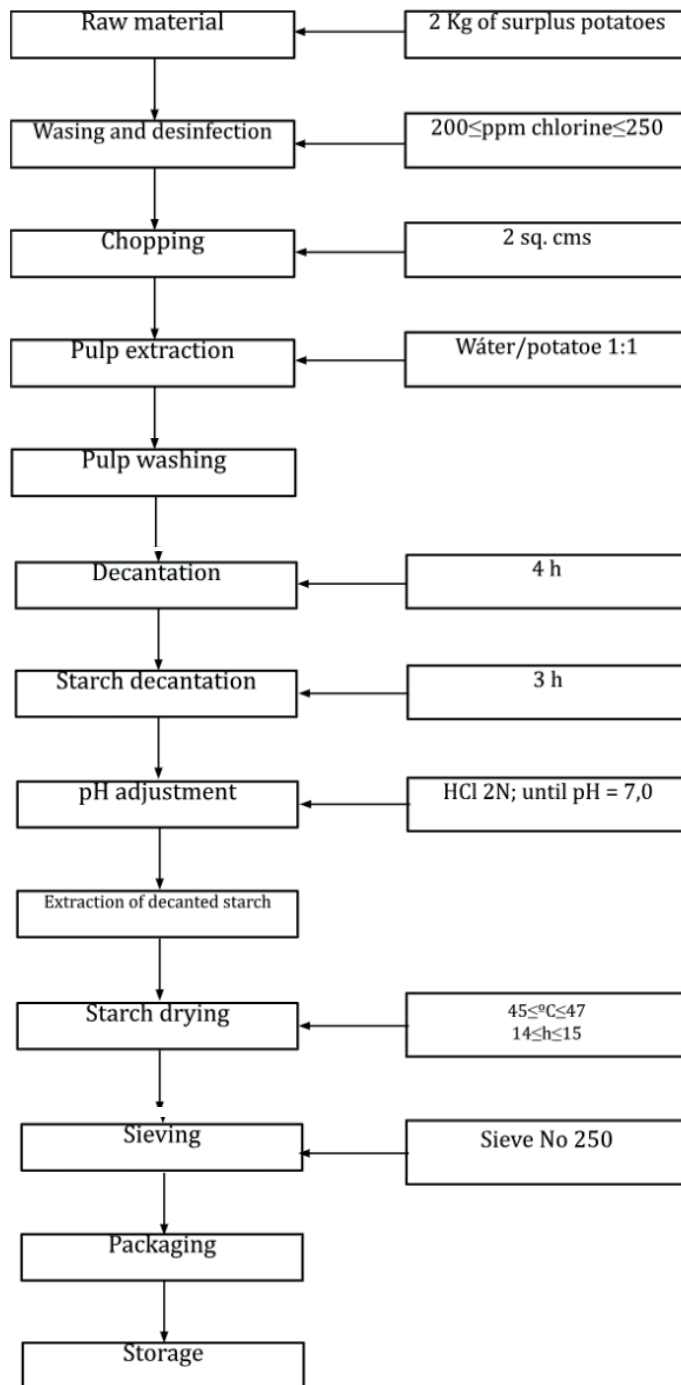 Raw material
2 Kg of surplus potatoes
Wasing and desinfection
200≤ppm chlorine≤250
Chopping
2 sq. cms
Pulp extraction
Wáter/potatoe 1:1
Pulp washing
Decantation
4 h
Starch decantation
3 h
pH adjustment
HCl 2N; until pH = 7,0
Extraction of decanted starch
Starch drying
45≤ºC≤47
14≤h≤15
Sieving
Sieve No 250
Packaging
Storage